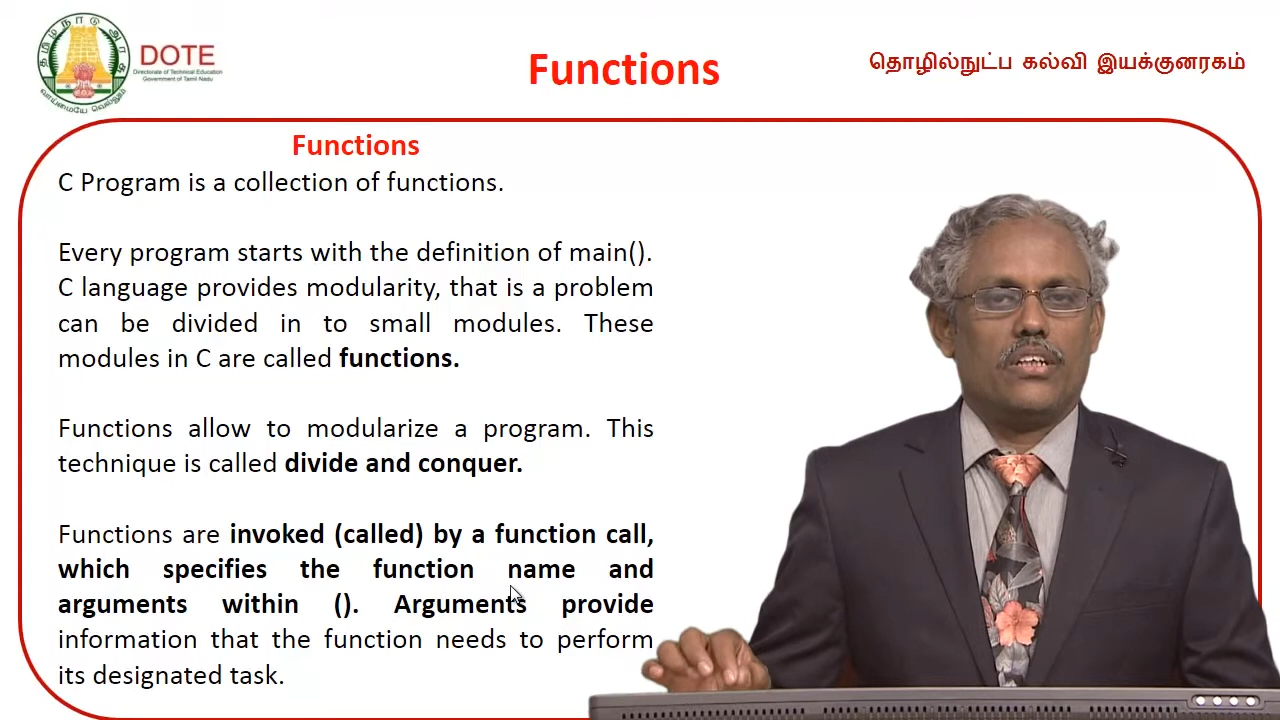 தமிழ்நாடு அரசு
வாய்மையே வெல்லும்
DOTE
Directorate of Technical Education
Government of Tamil Nadu
Functions
தொழில்நுட்ப கல்வி இயக்குனரகம்
Functions
C Program is a collection of functions.
Every program starts with the definition of main().
C language provides modularity, that is a problem
can be divided in to small modules. These
modules in C are called functions.
Functions allow to modularize a program. This
technique is called divide and conquer.
Functions are invoked (called) by a function call,
which specifies the function name and
arguments within (). Arguments provide
information that the function needs to perform
its designated task.